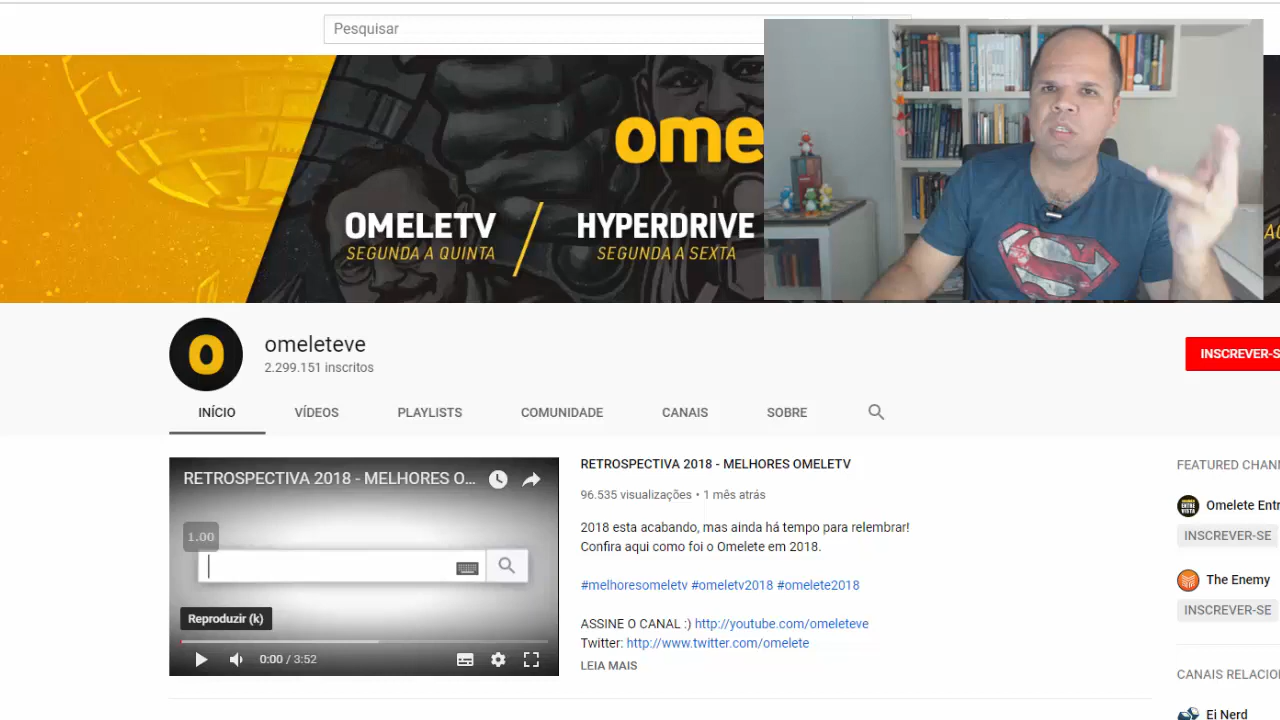 Pesquisar
ome
OMELETV
SEGUNDA A QUINTA
HYPERDRIVE
SEGUNDA A SEXTA
omeleteve
2.299.151 inscritos
INSCREVER-S
INÍCIO
VÍDEOS
PLAYLISTS
COMUNIDADE
CANAIS
SOBRE
RETROSPECTIVA 2018 - MELHORES O...
1.00
Reproduzir (k)
0:00 / 3:52
RETROSPECTIVA 2018 - MELHORES OMELETV
96.535 visualizações • 1 mês atrás
2018 esta acabando, mas ainda há tempo para relembrar!
Confira aqui como foi o Omelete em 2018.
#melhoresomeletv #omeletv2018 #omelete2018
ASSINE O CANAL :) http://youtube.com/omeleteve
Twitter: http://www.twitter.com/omelete
LEIA MAIS
FEATURED CHAN
Omelete Entr
INSCREVER-SE
The Enemy
INSCREVER-SE
CANAIS RELACIO
Ei Nerd